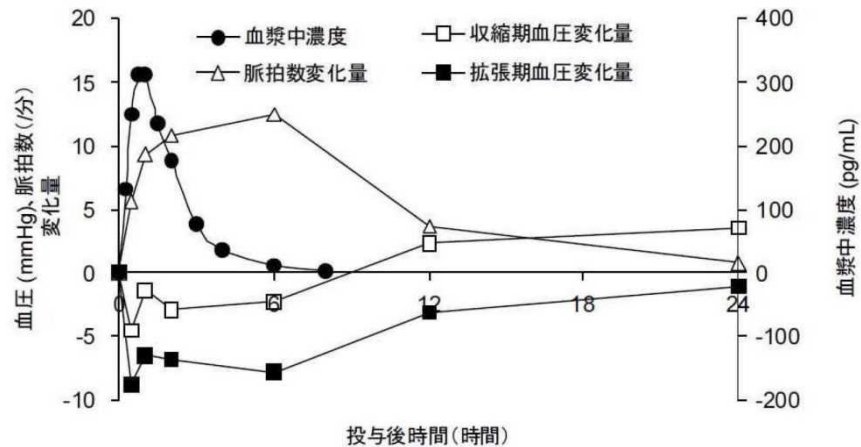 血漿中濃度
収縮期血圧変化量
脈拍数変化量
拡張期血圧変化量
血圧 (mmHg)、脈拍数(/分)
変化量
20
15
10
5
0
-5
-10
0
6
12
18
24
400
300
200
100
0
-100
-200
血漿中濃度 (pg/mL)
投与後時間(時間)